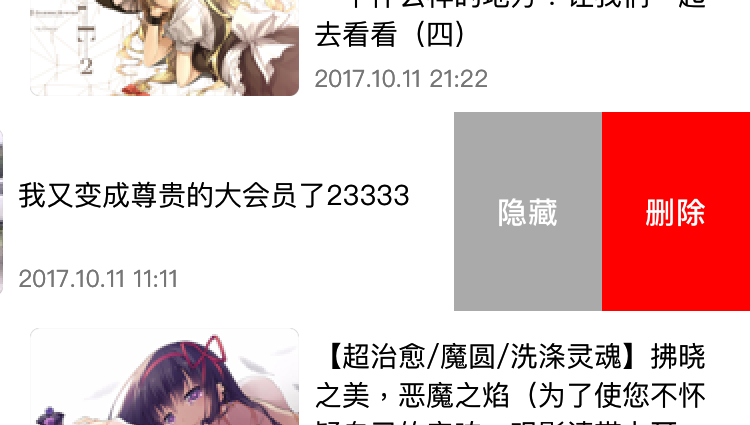 2
去看看（四）
2017.10.11 21:22
我又变成尊贵的大会员了23333
隐藏
删除
2017.10.11 11:11
【超治愈/魔圆/洗涤灵魂】拂晓
之美，恶魔之焰（为了使您不怀